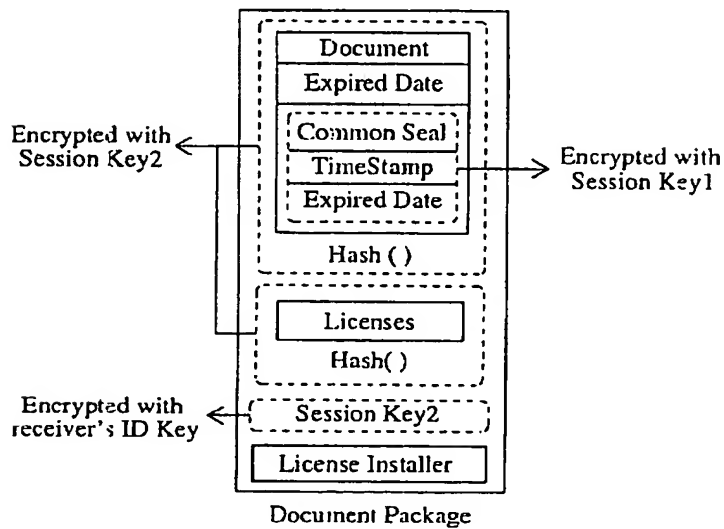 Document
Expired Date
Encrypted with
Session Key2
Common Seal
TimeStamp
Expired Date
Encrypted with
Session Key1
Hash ( )
Licenses
Hash( )
Encrypted with
receiver's ID Key
Session Key2
License Installer
Document Package